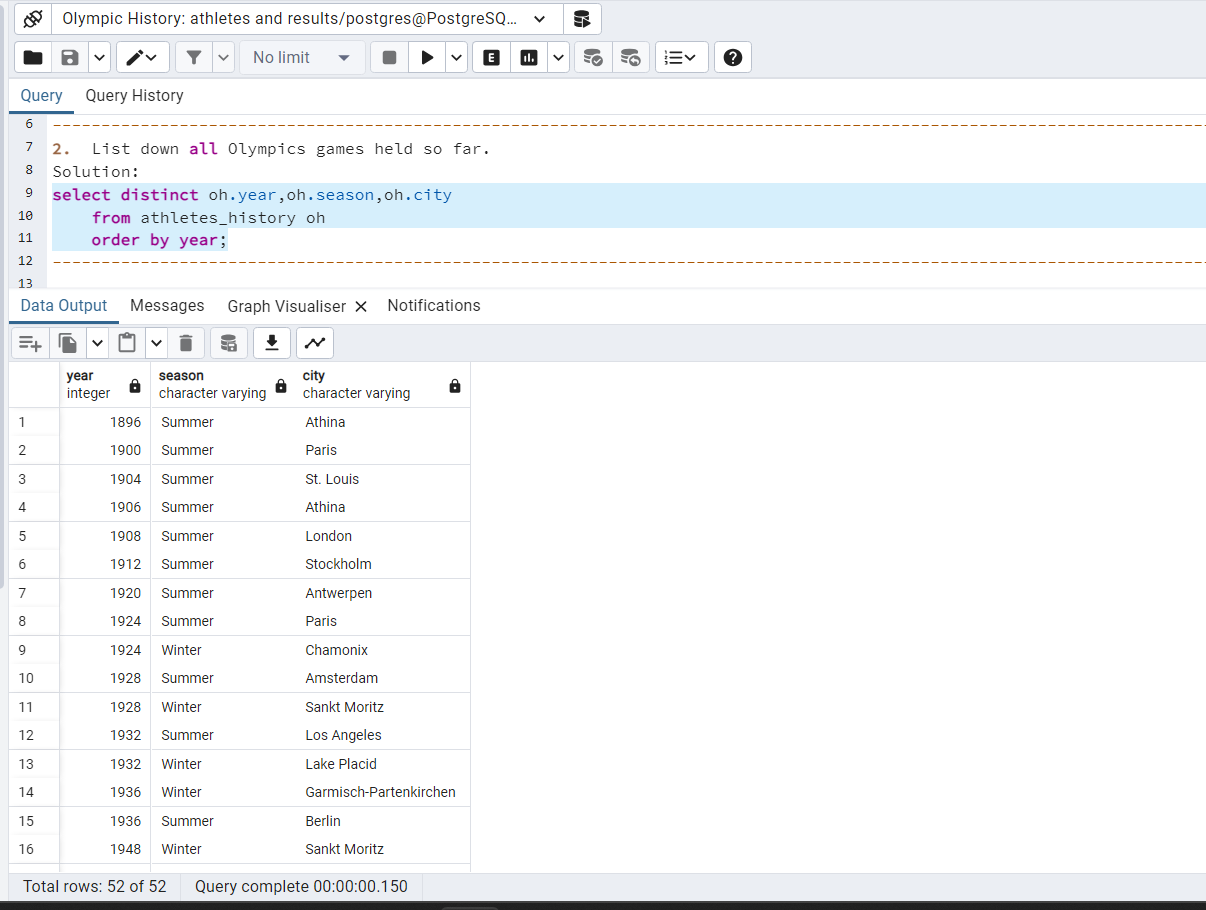 Olympic History: athletes and results/postgres@PostgreSQ...
No limit
E
Query Query History
6 ------------------------------------------------------------
7 2. List down all Olympics games held so far.
8 Solution:
9 select distinct oh.year,oh.season,oh.city
10 from athletes_history oh
11 order by year;
12 ------------------------------------------------------------
13
Data Output Messages Graph Visualiser Notifications
year season city
integer character varying character varying
1 1896 Summer Athina
2 1900 Summer Paris
3 1904 Summer St. Louis
4 1906 Summer Athina
5 1908 Summer London
6 1912 Summer Stockholm
7 1920 Summer Antwerpen
8 1924 Summer Paris
9 1924 Winter Chamonix
10 1928 Summer Amsterdam
11 1928 Winter Sankt Moritz
12 1932 Summer Los Angeles
13 1932 Winter Lake Placid
14 1936 Winter Garmisch-Partenkirchen
15 1936 Summer Berlin
16 1948 Winter Sankt Moritz
Total rows: 52 of 52 Query complete 00:00:00.150